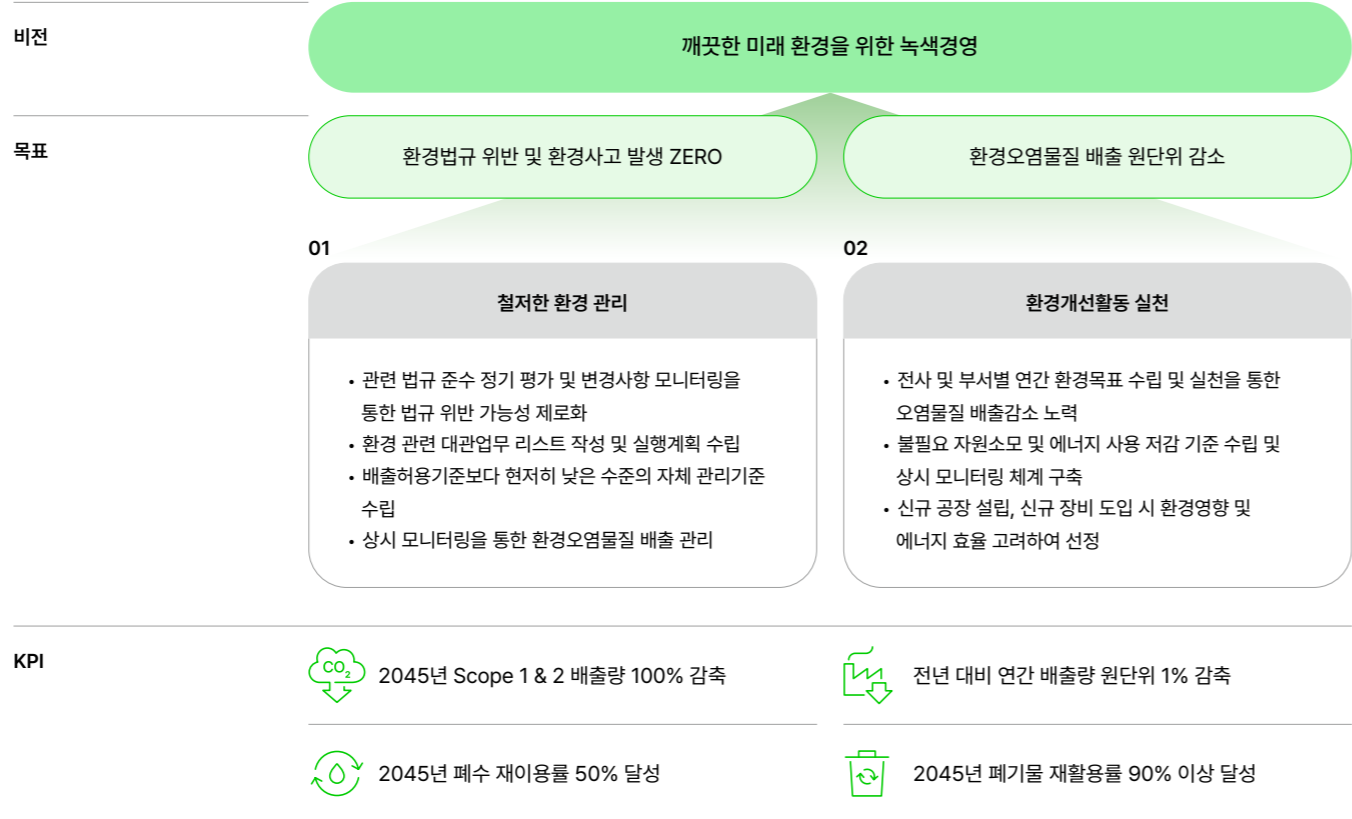 비전
깨끗한 미래 환경을 위한 녹색경영
목표
환경법규 위반 및 환경사고 발생 ZERO
환경오염물질 배출 원단위 감소
01
철저한 환경 관리
• 관련 법규 준수 정기 평가 및 변경사항 모니터링을
통한 법규 위반 가능성 제로화
• 환경 관련 대관업무 리스트 작성 및 실행계획 수립
• 배출허용기준보다 현저히 낮은 수준의 자체 관리기준
수립
• 상시 모니터링을 통한 환경오염물질 배출 관리
02
환경개선활동 실천
• 전사 및 부서별 연간 환경목표 수립 및 실천을 통한
오염물질 배출감소 노력
• 불필요 자원소모 및 에너지 사용 저감 기준 수립 및
상시 모니터링 체계 구축
• 신규 공장 설립, 신규 장비 도입 시 환경영향 및
에너지 효율 고려하여 선정
KPI
CO₂
2045년 Scope 1 & 2 배출량 100% 감축
전년 대비 연간 배출량 원단위 1% 감축
2045년 폐수 재이용률 50% 달성
2045년 폐기물 재활용률 90% 이상 달성